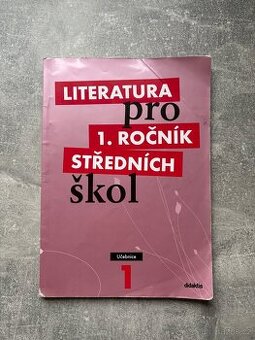 LITERATURA
pro
1. ROČNÍK
STŘEDNÍCH
škol
didaktis
Učebnice
1